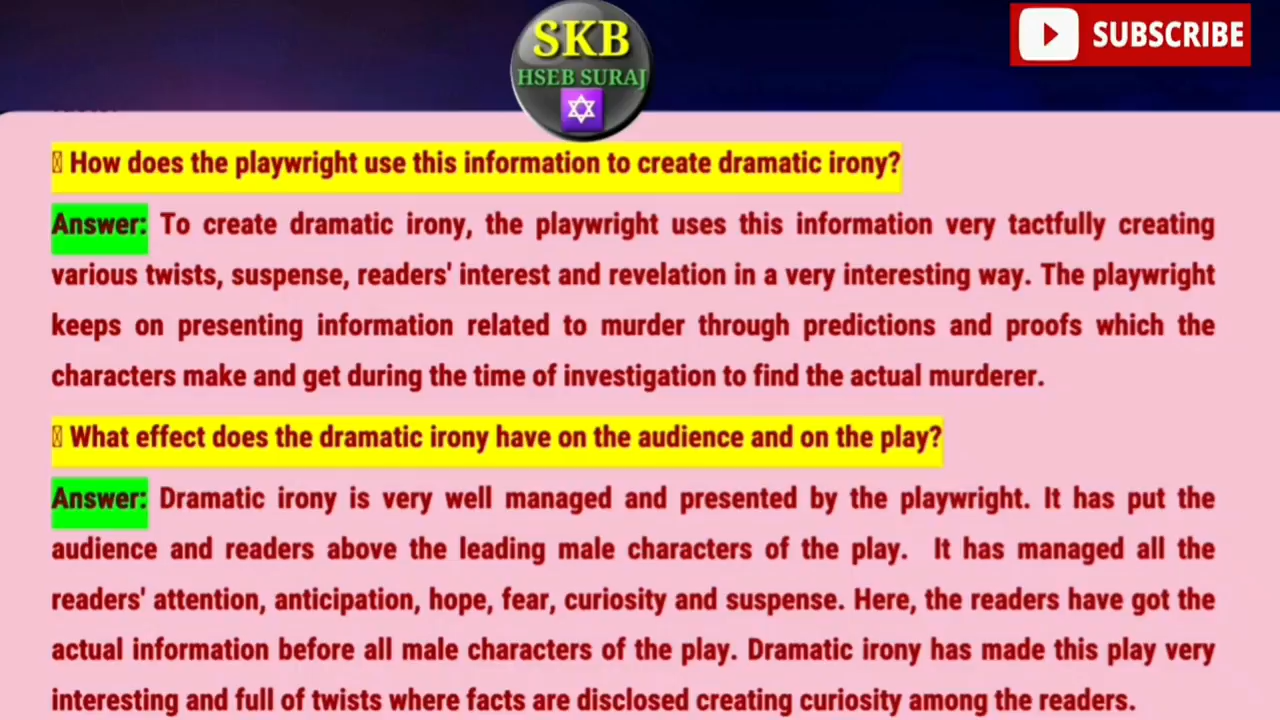 SKB
HSEB SURAJ
SUBSCRIBE
How does the playwright use this information to create dramatic irony?
Answer: To create dramatic irony, the playwright uses this information very tactfully creating
various twists, suspense, readers' interest and revelation in a very interesting way. The playwright
keeps on presenting information related to murder through predictions and proofs which the
characters make and get during the time of investigation to find the actual murderer.
What effect does the dramatic irony have on the audience and on the play?
Answer: Dramatic irony is very well managed and presented by the playwright. It has put the
audience and readers above the leading male characters of the play. It has managed all the
readers' attention, anticipation, hope, fear, curiosity and suspense. Here, the readers have got the
actual information before all male characters of the play. Dramatic irony has made this play very
interesting and full of twists where facts are disclosed creating curiosity among the readers.